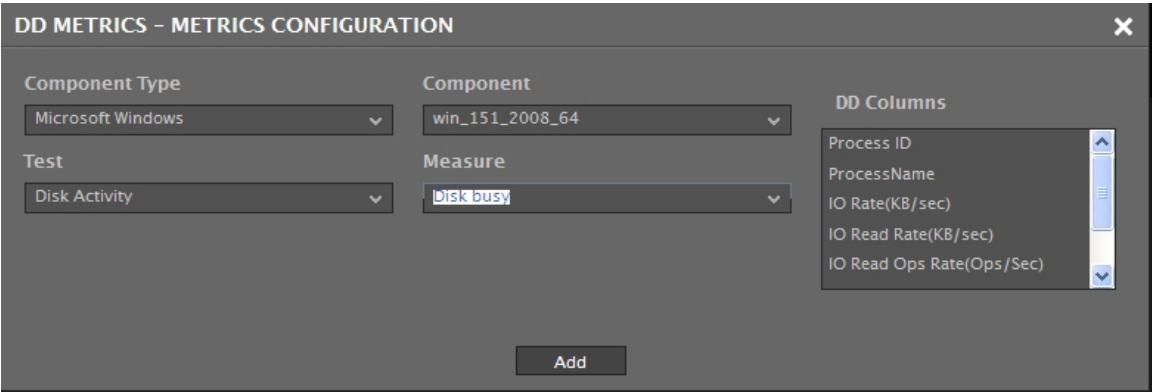 DD METRICS - METRICS CONFIGURATION
Component Type
Microsoft Windows
Component
win_151_2008_64
Test
Disk Activity
Measure
Disk busy
DD Columns
Process ID
ProcessName
IO Rate(KB/sec)
IO Read Rate(KB/sec)
IO Read Ops Rate(Ops/Sec)
Add